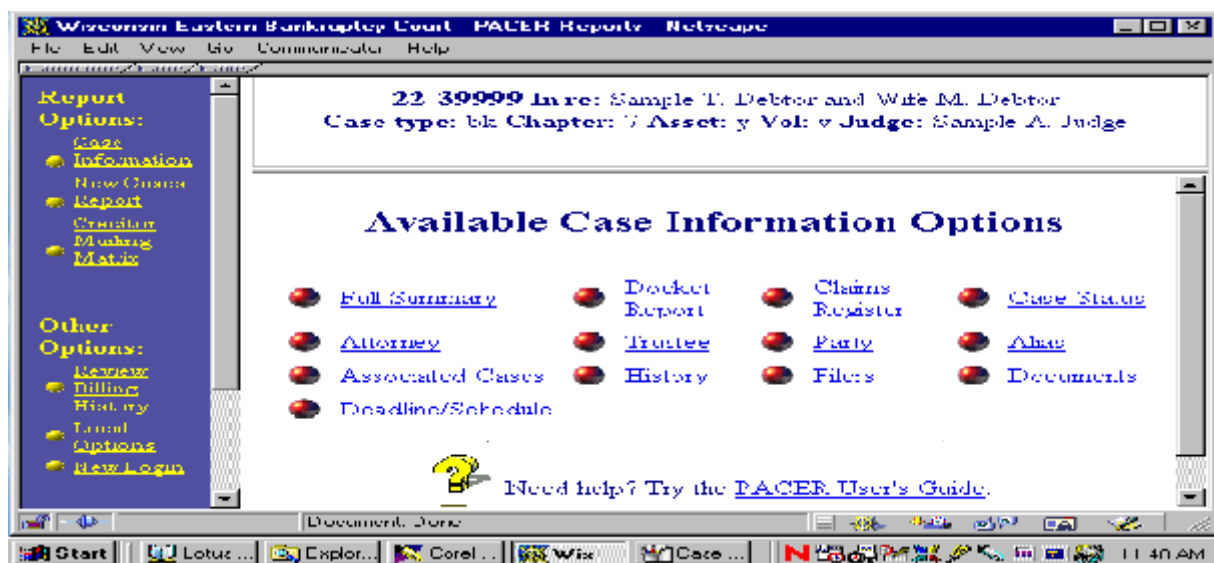 Wisconsin Eastern Bankruptcy Court PACER Reports Netscape
File Edit View Go Communicator Help
Report
Options:
Case
Information
New Cases
Report
Creditor
Mailing
Matrix
Other
Options:
Review
Billing
History
Local
Options
New Login
22 39999 In re: Sample T. Debtor and Wife M. Debtor
Case type: bk Chapter: 7 Asset: y Vol: v Judge: Sample A. Judge
Available Case Information Options
Full Summary
Docket
Report
Claims
Register
Case Status
Attorney
Trustee
Party
Alias
Associated Cases
History
Filers
Documents
Deadline/Schedule
Need help? Try the PACER User's Guide.
Document: Done
Start
Lotus ...
Explor...
Corel ...
Wis
Case ...
11:40 AM